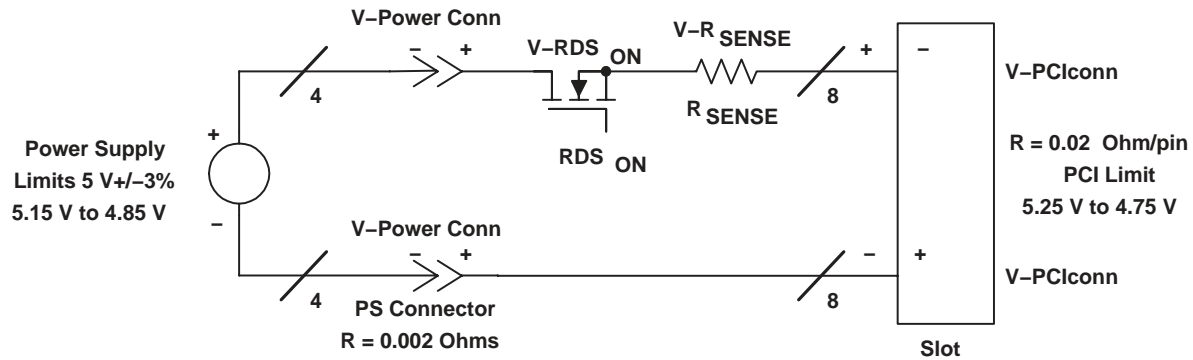 V–Power Conn
– +
4
V–RDS ON
RDS ON
V–R SENSE
R SENSE
8
+ –
V–PCIconn
R = 0.02 Ohm/pin
PCI Limit
5.25 V to 4.75 V
V–PCIconn
+
Power Supply
Limits 5 V+/–3%
5.15 V to 4.85 V
–
V–Power Conn
– +
4
PS Connector
R = 0.002 Ohms
8
– +
Slot